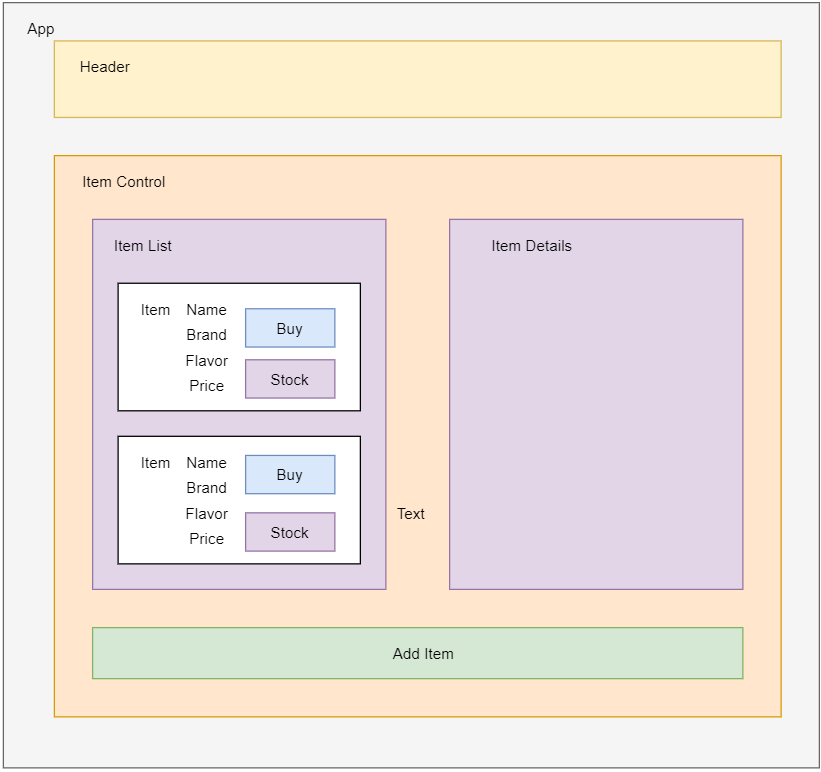 App
Header
Item Control
Item List
Item Details
Item Name
Buy
Brand
Flavor
Stock
Price
Item Name
Buy
Brand
Flavor
Stock
Price
Text
Add Item